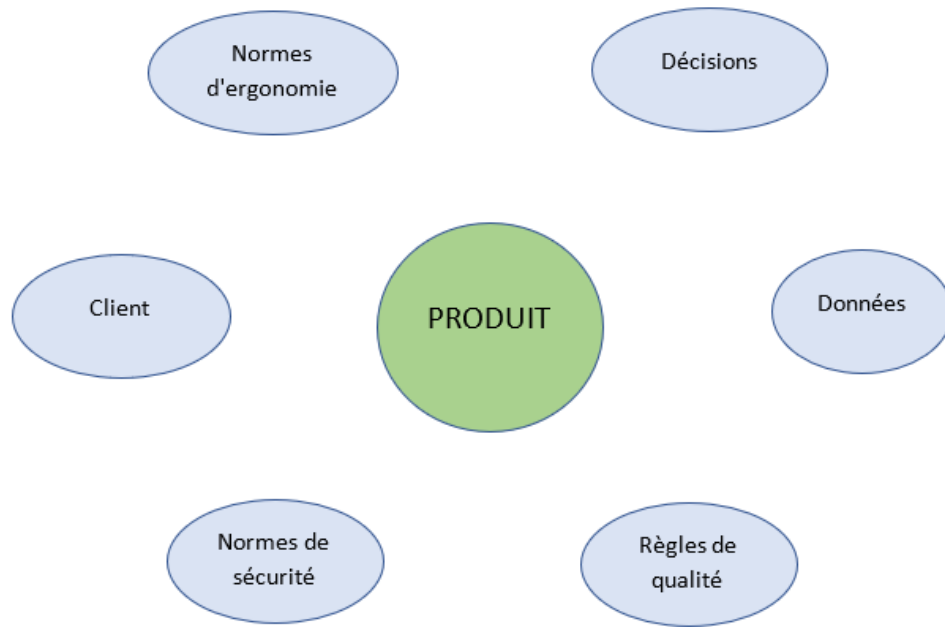 Normes
d'ergonomie
Décisions
Client
PRODUIT
Données
Normes de
sécurité
Règles de
qualité